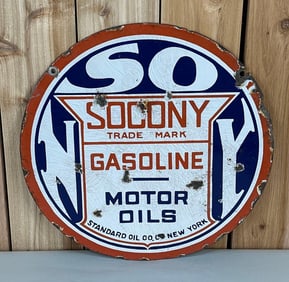 SO
N Y
SOCONY
TRADE MARK
GASOLINE
MOTOR
OILS
STANDARD OIL CO. OF NEW YORK